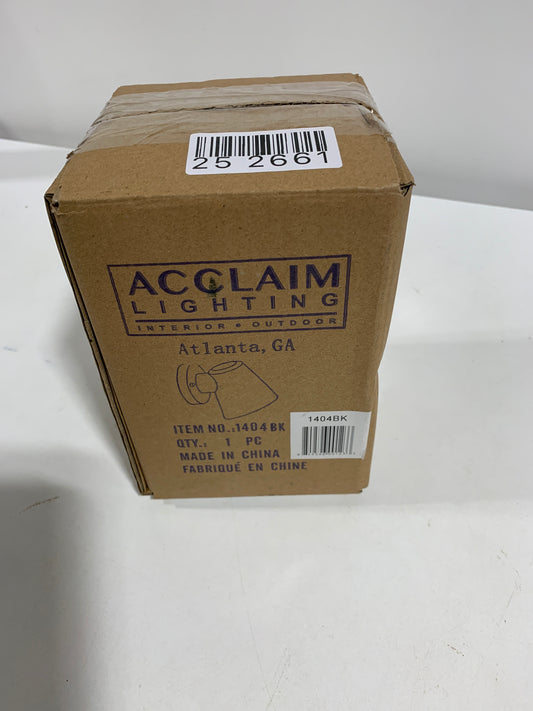 25 2661
ACCLAIM
LIGHTING
INTERIOR • OUTDOOR
Atlanta, GA
1404BK
ITEM NO.:1404BK
QTY.: 1 PC
MADE IN CHINA
FABRIQUÉ EN CHINE